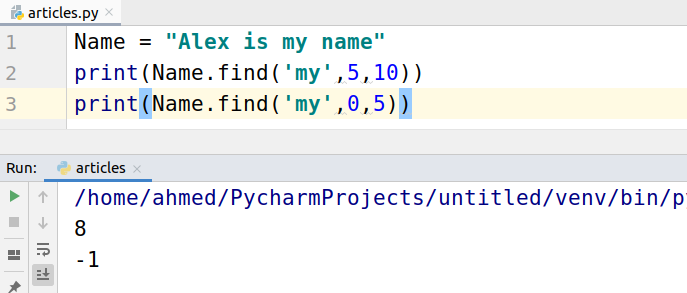 articles.py
1 Name = "Alex is my name"
2 print(Name.find('my',5,10))
3 print(Name.find('my',0,5))
Run: articles
/home/ahmed/PycharmProjects/untitled/venv/bin/p
8
-1